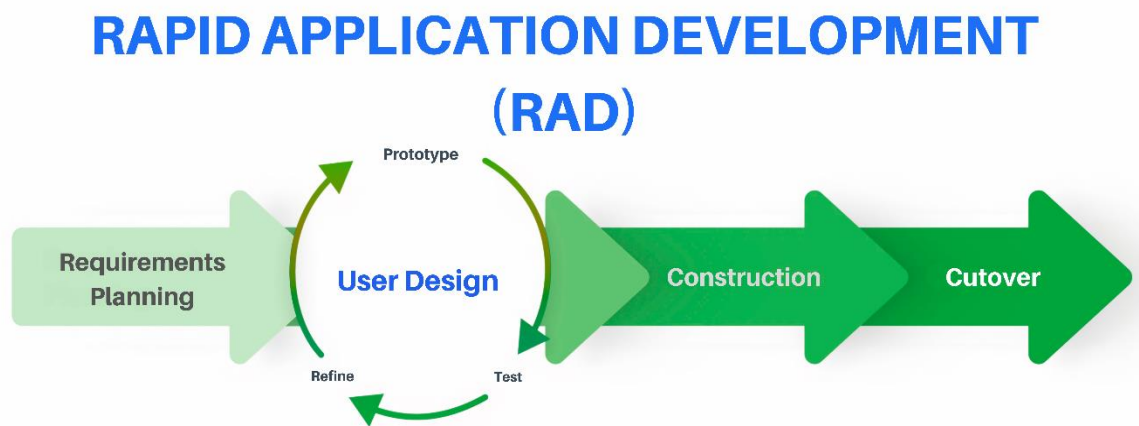 RAPID APPLICATION DEVELOPMENT
(RAD)
Prototype
Requirements
Planning
User Design
Construction
Cutover
Refine
Test